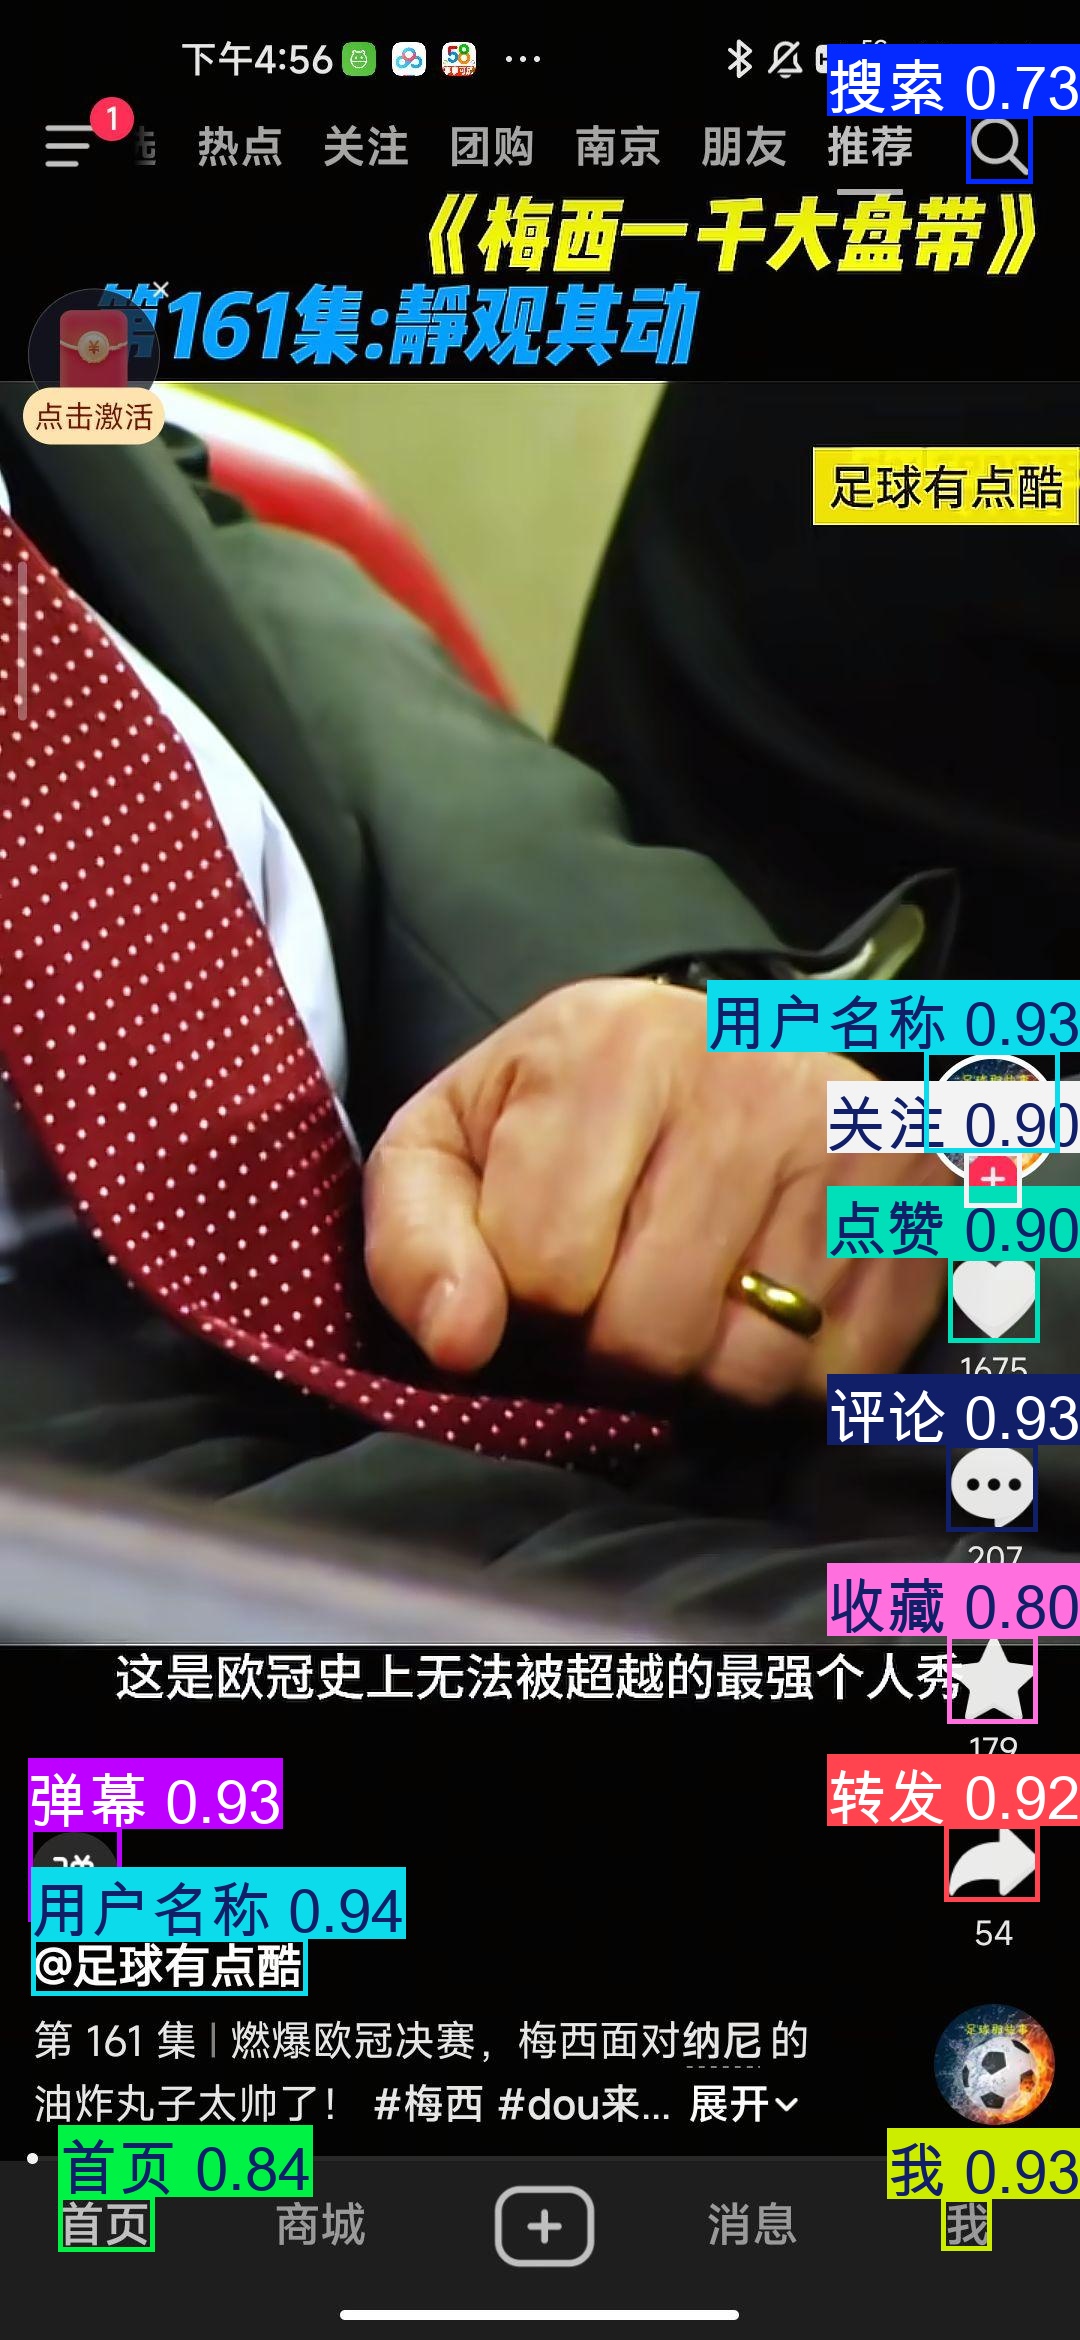 下午4:56
58
搜索 0.73
1
热点 关注 团购 南京 朋友 推荐
《梅西一千大盘带》
第161集:静观其动
点击激活
足球有点酷
用户名称 0.93
关注 0.90
点赞 0.90
1675
评论 0.93
207
收藏 0.80
这是欧冠史上无法被超越的最强个人秀
179
弹幕 0.93
转发 0.92
用户名称 0.94
54
@足球有点酷
第 161 集 | 燃爆欧冠决赛，梅西面对纳尼的
油炸丸子太帅了！ #梅西 #dou来... 展开
首页 0.84
我 0.93
首页 商城 消息 我